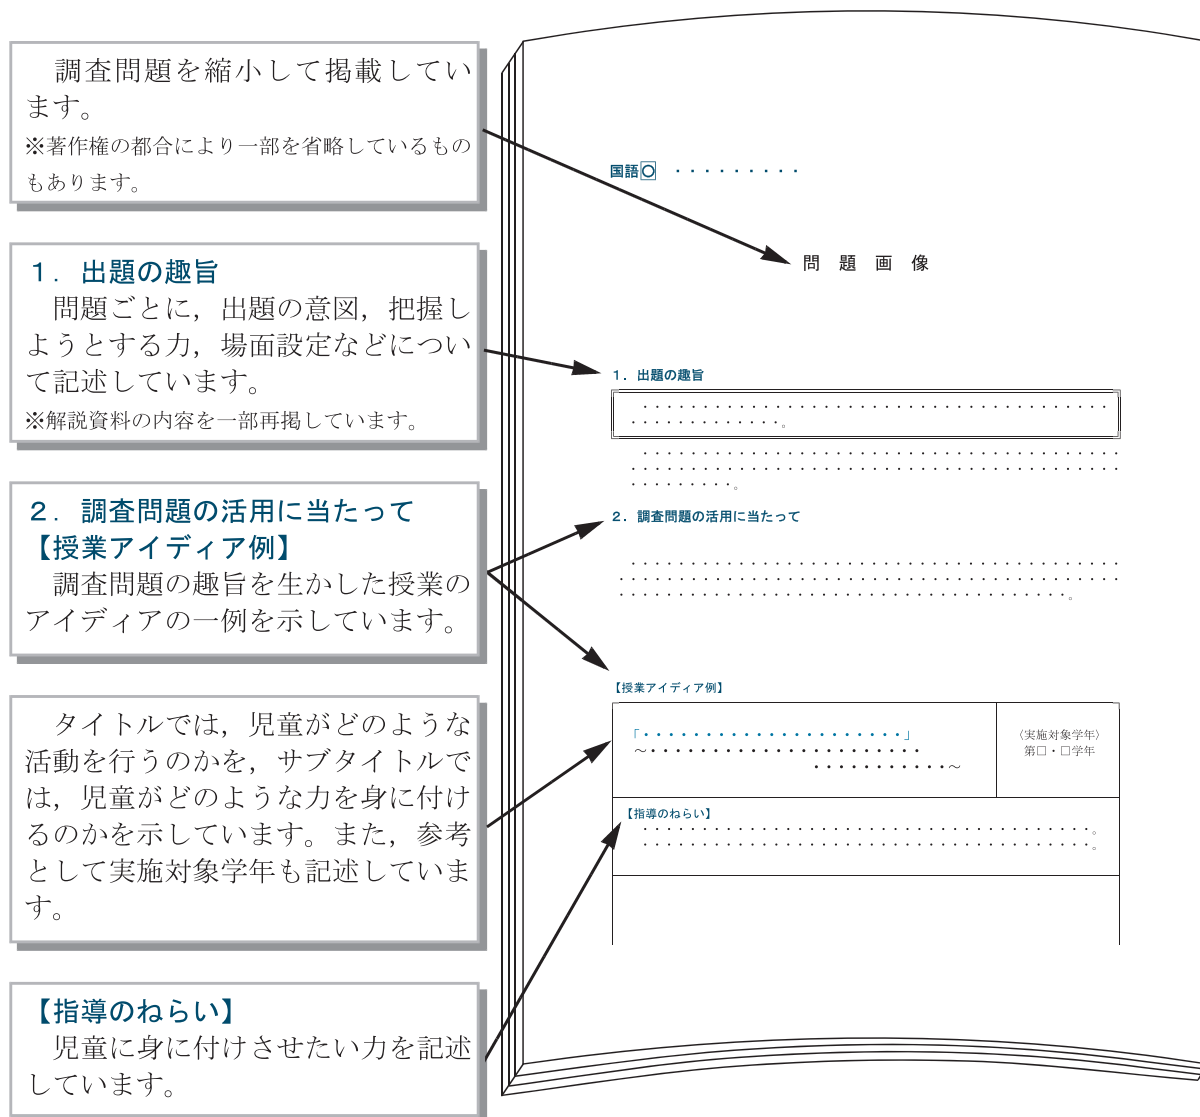 調査問題を縮小して掲載してい
ます。
※著作権の都合により一部を省略しているもの
もあります。
1．出題の趣旨
問題ごとに，出題の意図，把握し
ようとする力，場面設定などについ
て記述しています。
※解説資料の内容を一部再掲しています。
2．調査問題の活用に当たって
【授業アイディア例】
調査問題の趣旨を生かした授業の
アイディアの一例を示しています。
タイトルでは，児童がどのような
活動を行うのかを，サブタイトルで
は，児童がどのような力を身に付け
るのかを示しています。また，参考
として実施対象学年も記述していま
す。
【指導のねらい】
児童に身に付けさせたい力を記述
しています。
国語〇 ・・・・・・・・・
問題画像
1．出題の趣旨
・・・・・・・・・・・・・・・・・・・・・・・・・・・・・・・・・・・・・・・
・・・・・・・・・・・・・。
・・・・・・・・・・・・・・・・・・・・・・・・・・・・・・・・・・・・・・・・
・・・・・・・・・・・・・・・・・・・・・・・・・・・・・・・・・・・・・・・・・
・・・・・・・・・。
2．調査問題の活用に当たって
・・・・・・・・・・・・・・・・・・・・・・・・・・・・・・・・・・・・・・・・・
・・・・・・・・・・・・・・・・・・・・・・・・・・・・・・・・・・・・・・・・・・
・・・・・・・・・・・・・・・・・・・・・・・・・・・・・・・・・・・・・・。
【授業アイディア例】
「・・・・・・・・・・・・・・・・・・・・・」
～・・・・・・・・・・・・・・・・・・・・・・
・・・・・・・・・・・～
〈実施対象学年〉
第□・□学年
【指導のねらい】
・・・・・・・・・・・・・・・・・・・・・・・・・・・・・・・・・・・・・。
・・・・・・・・・・・・・・・・・・・・・・・・・・・・・・・・・・・・・。